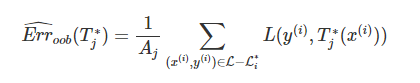 $\widehat{Err}_{oob}(T_j^*) = \frac{1}{A_j} \sum_{(x^{(i)}, y^{(i)}) \in \mathcal{L} - \mathcal{L}_i^*} L(y^{(i)}, T_j^*(x^{(i)}))$